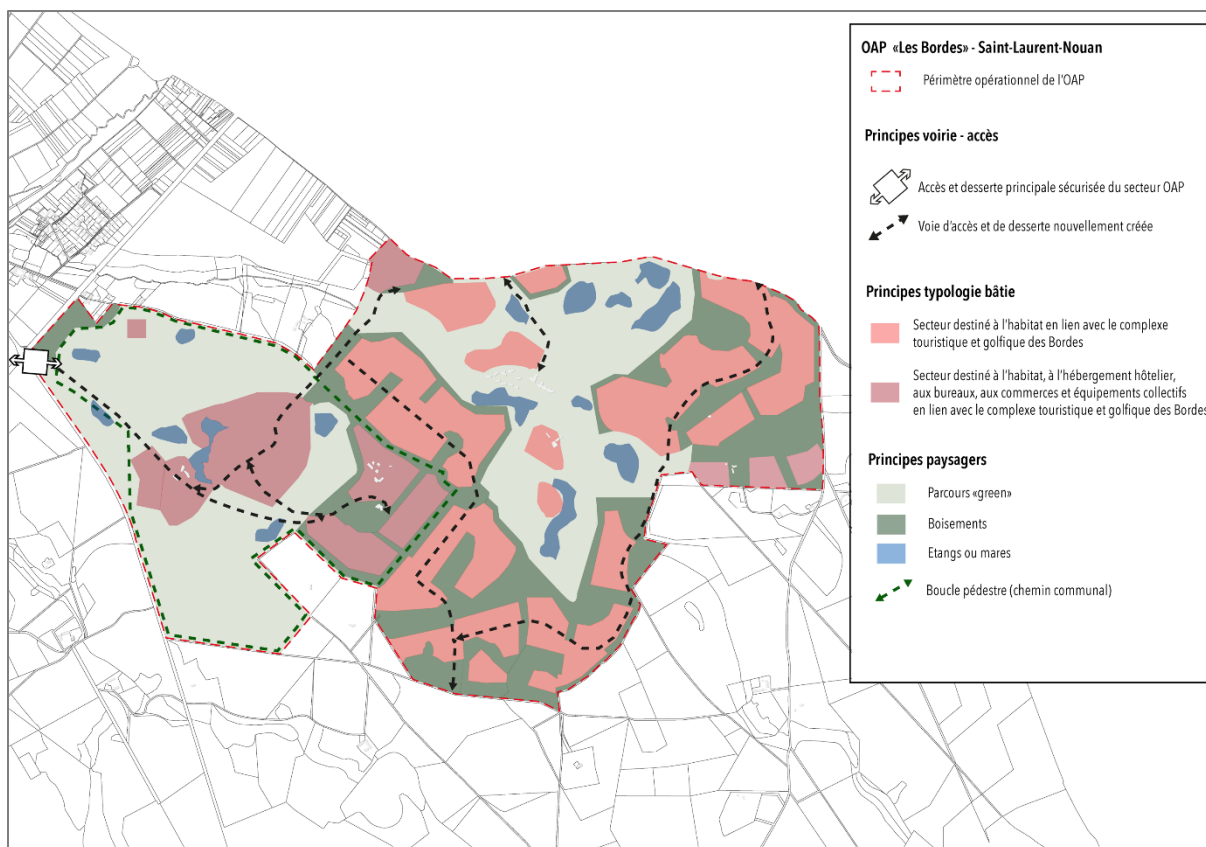 OAP «Les Bordes» - Saint-Laurent-Nouan
Périmètre opérationnel de l'OAP
Principes voirie - accès
Accès et desserte principale sécurisée du secteur OAP
Voie d'accès et de desserte nouvellement créée
Principes typologie bâtie
Secteur destiné à l'habitat en lien avec le complexe
touristique et golfique des Bordes
Secteur destiné à l'habitat, à l'hébergement hôtelier,
aux bureaux, aux commerces et équipements collectifs
en lien avec le complexe touristique et golfique des Bordes
Principes paysagers
Parcours «green»
Boisements
Etangs ou mares
Boucle pédestre (chemin communal)